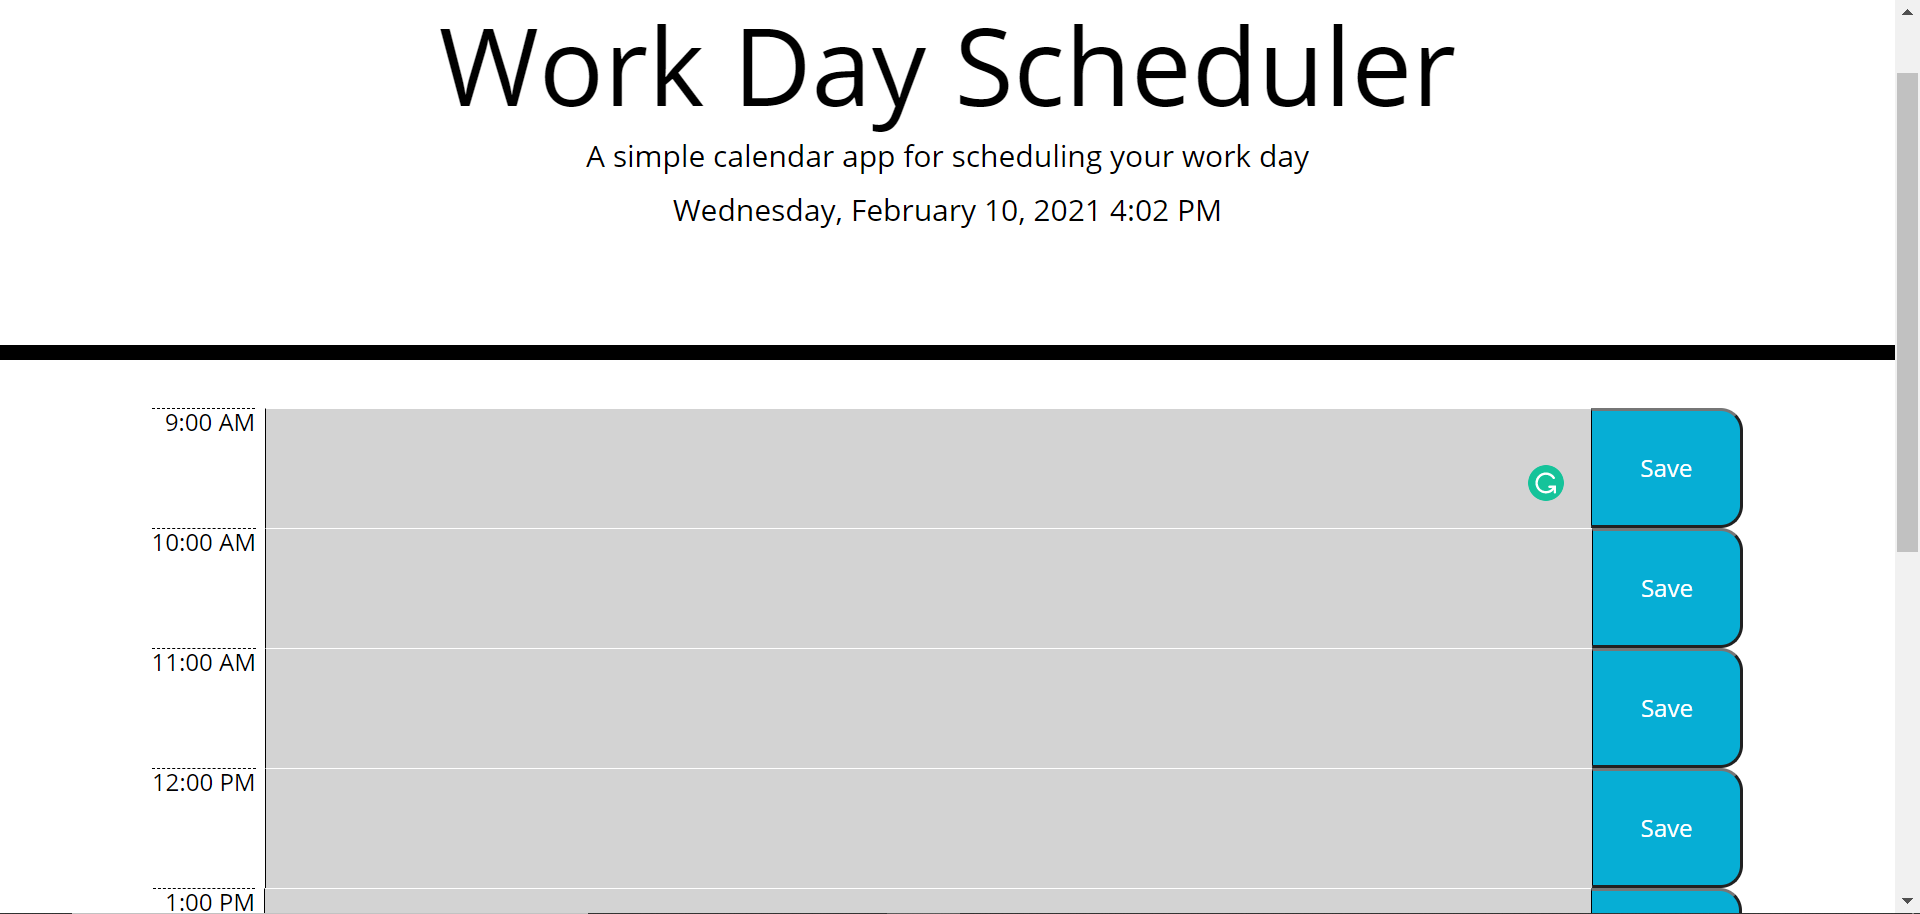 Work Day Scheduler
A simple calendar app for scheduling your work day
Wednesday, February 10, 2021 4:02 PM
9:00 AM
Save
10:00 AM
Save
11:00 AM
Save
12:00 PM
Save
1:00 PM